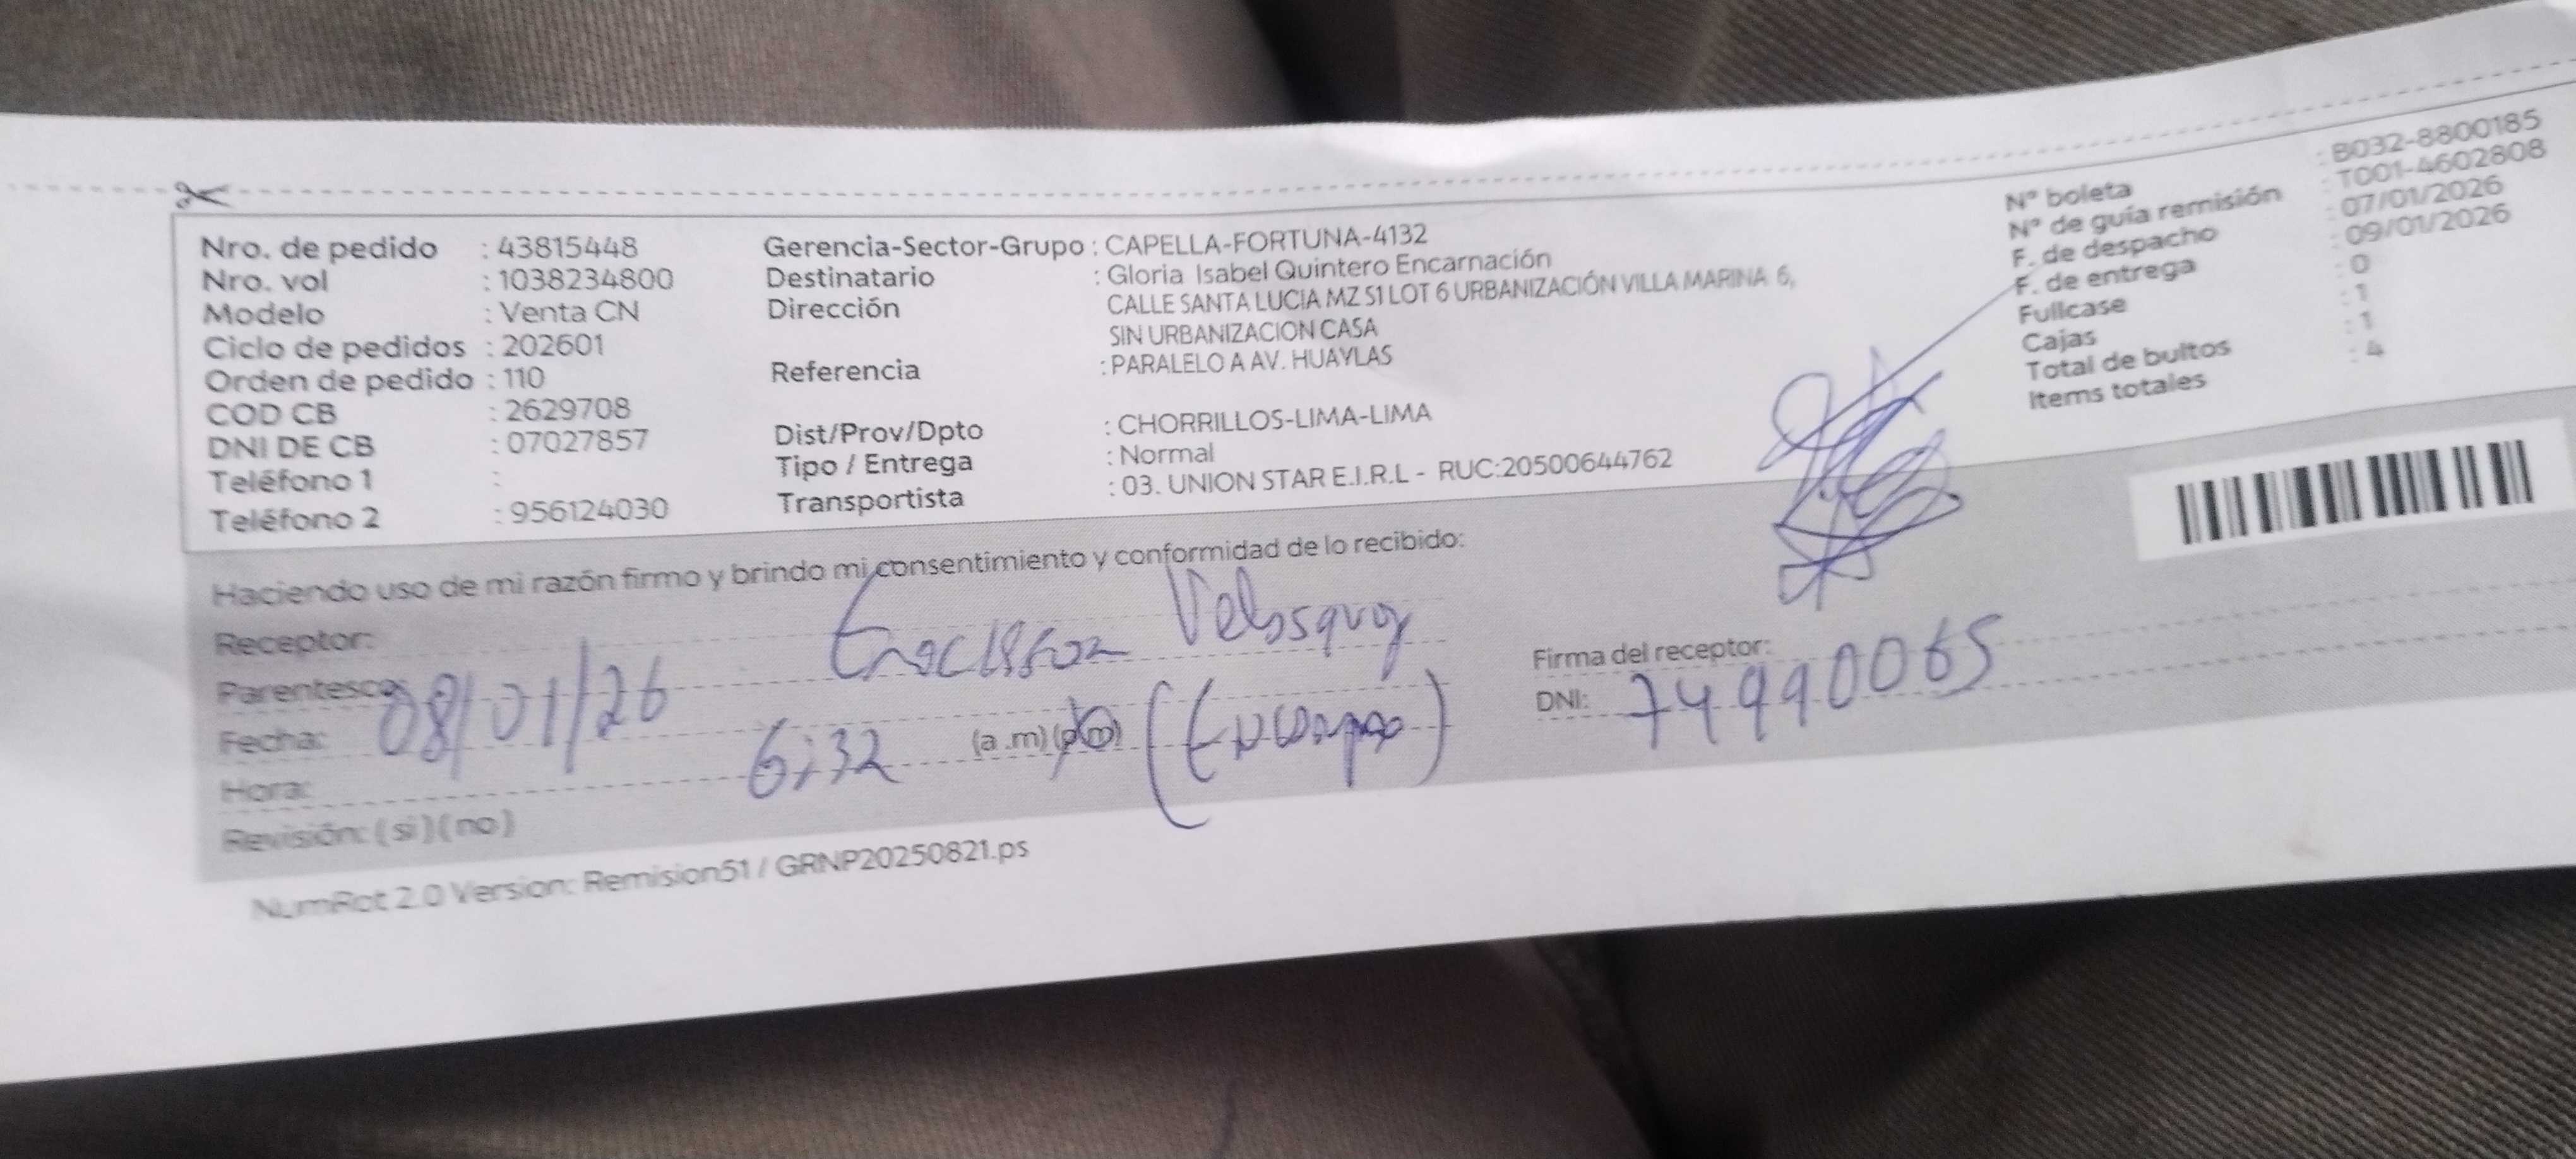 Nro. de pedido : 43815448
Nro. vol : 1038234800
Modelo : Venta CN
Ciclo de pedidos : 202601
Orden de pedido : 110
COD CB : 2629708
DNI DE CB : 07027857
Teléfono 1 :
Teléfono 2 : 956124030
Gerencia-Sector-Grupo : CAPELLA-FORTUNA-4132
Destinatario : Gloria Isabel Quintero Encarnación
Dirección CALLE SANTA LUCIA MZ S1 LOT 6 URBANIZACIÓN VILLA MARINA 6,
SIN URBANIZACION CASA
Referencia : PARALELO A AV. HUAYLAS
Dist/Prov/Dpto : CHORRILLOS-LIMA-LIMA
Tipo / Entrega : Normal
Transportista : 03. UNION STAR E.I.R.L - RUC:20500644762
N° boleta : B032-8800185
N° de guía remisión : T001-4602808
F. de despacho : 07/01/2026
F. de entrega : 09/01/2026
Fullcase : 0
Cajas : 1
Total de bultos : 1
Items totales : 4
Haciendo uso de mi razón firmo y brindo mi consentimiento y conformidad de lo recibido:
Receptor:
Parentesco:
Fecha: 08/01/26
Hora: 6:32 (a.m) (p.m)
Revisión: ( si ) ( no )
Firma del receptor:
DNI: 74990065
NumRot 2.0 Version: Remision51 / GRNP20250821.ps